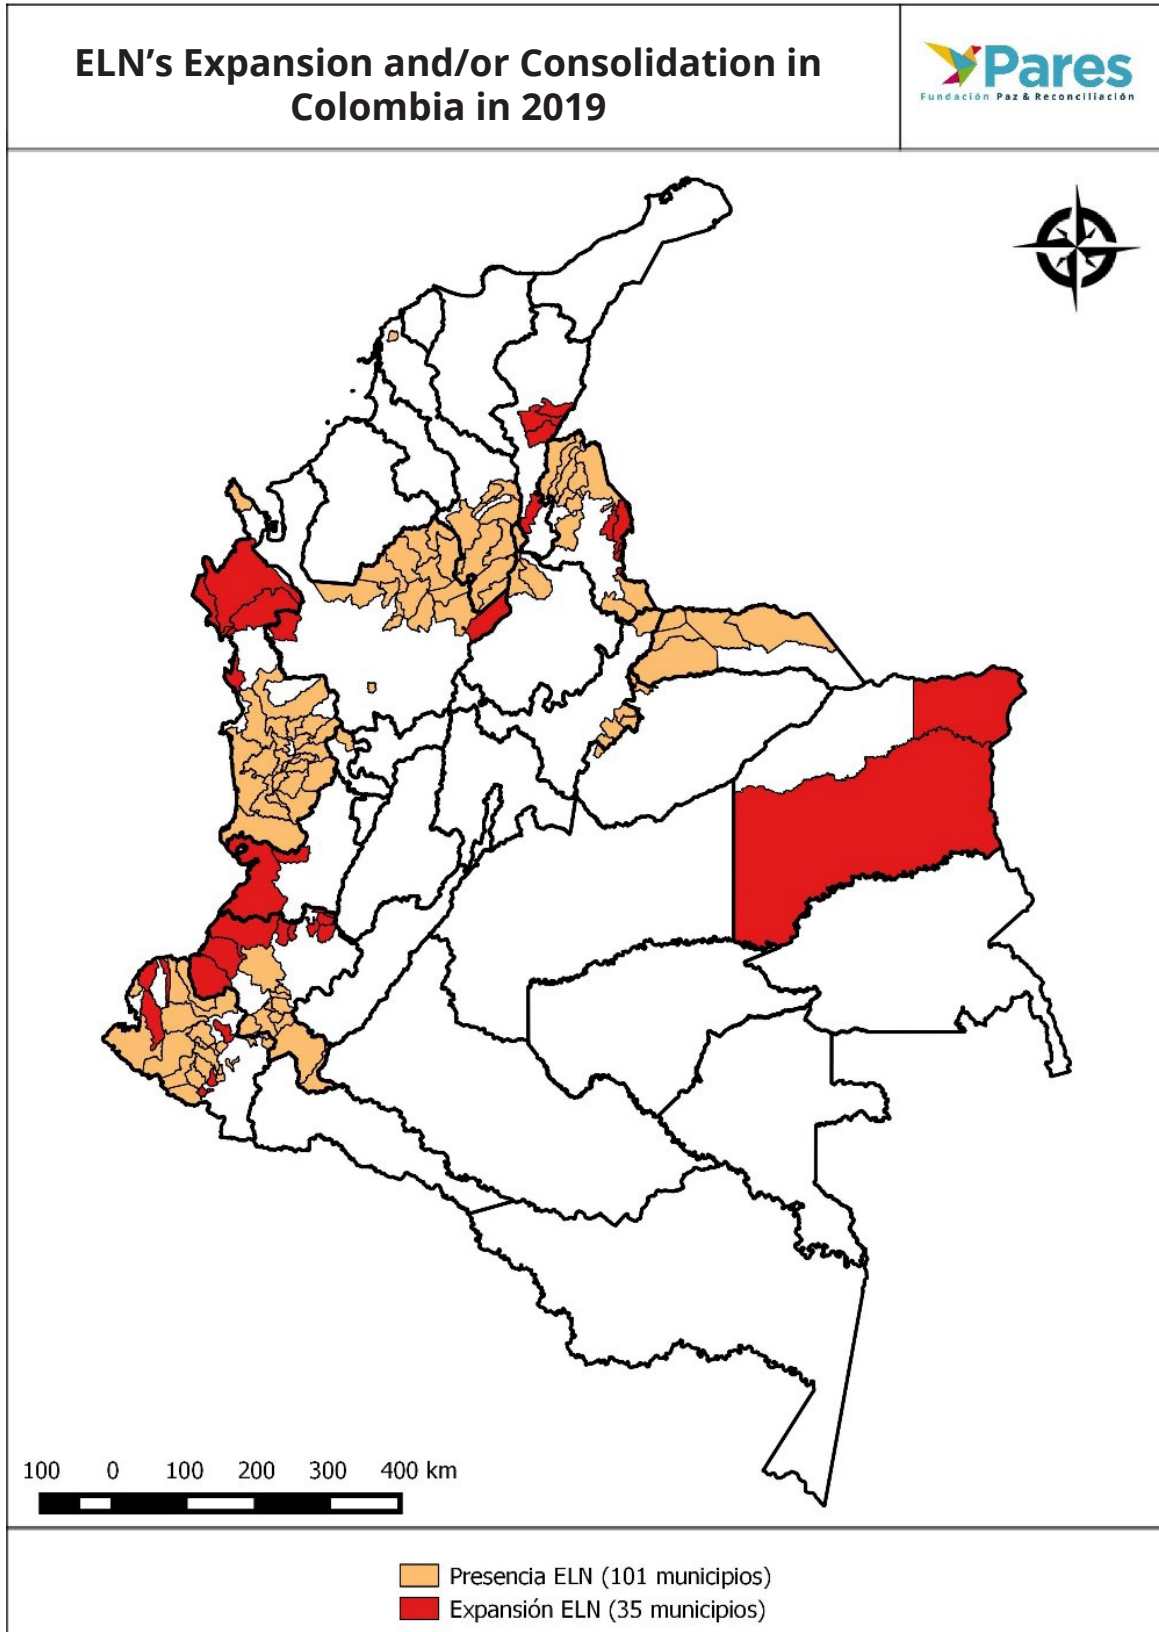 ELN’s Expansion and/or Consolidation in
Colombia in 2019
Pares
Fundación Paz & Reconciliación
100 0 100 200 300 400 km
Presencia ELN (101 municipios)
Expansión ELN (35 municipios)